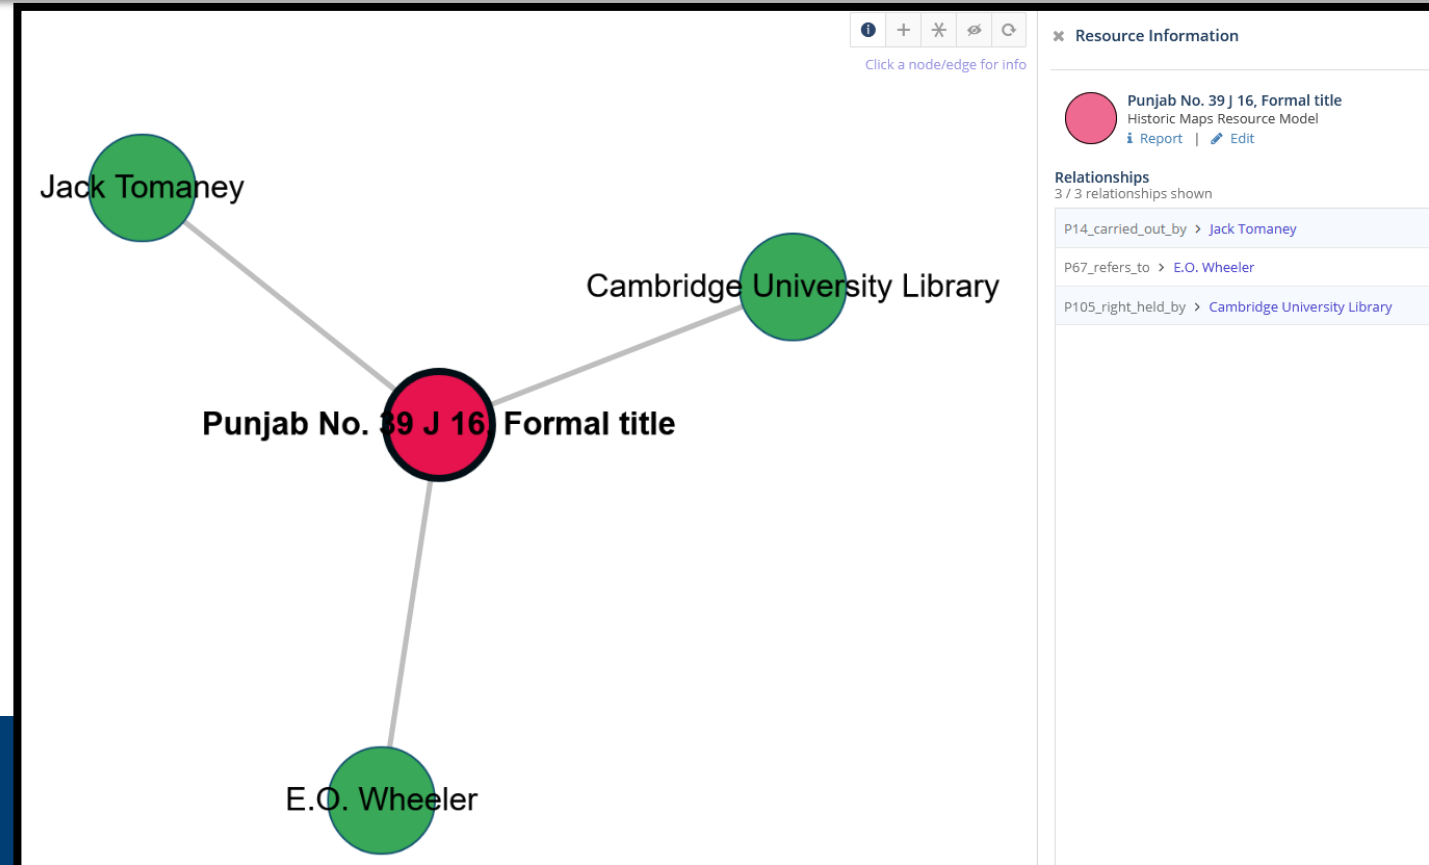 Click a node/edge for info
Jack Tomaney
Cambridge University Library
Punjab No. 39 J 16, Formal title
E.O. Wheeler
Resource Information
Punjab No. 39 J 16, Formal title
Historic Maps Resource Model
Report | Edit
Relationships
3 / 3 relationships shown
P14_carried_out_by > Jack Tomaney
P67_refers_to > E.O. Wheeler
P105_right_held_by > Cambridge University Library